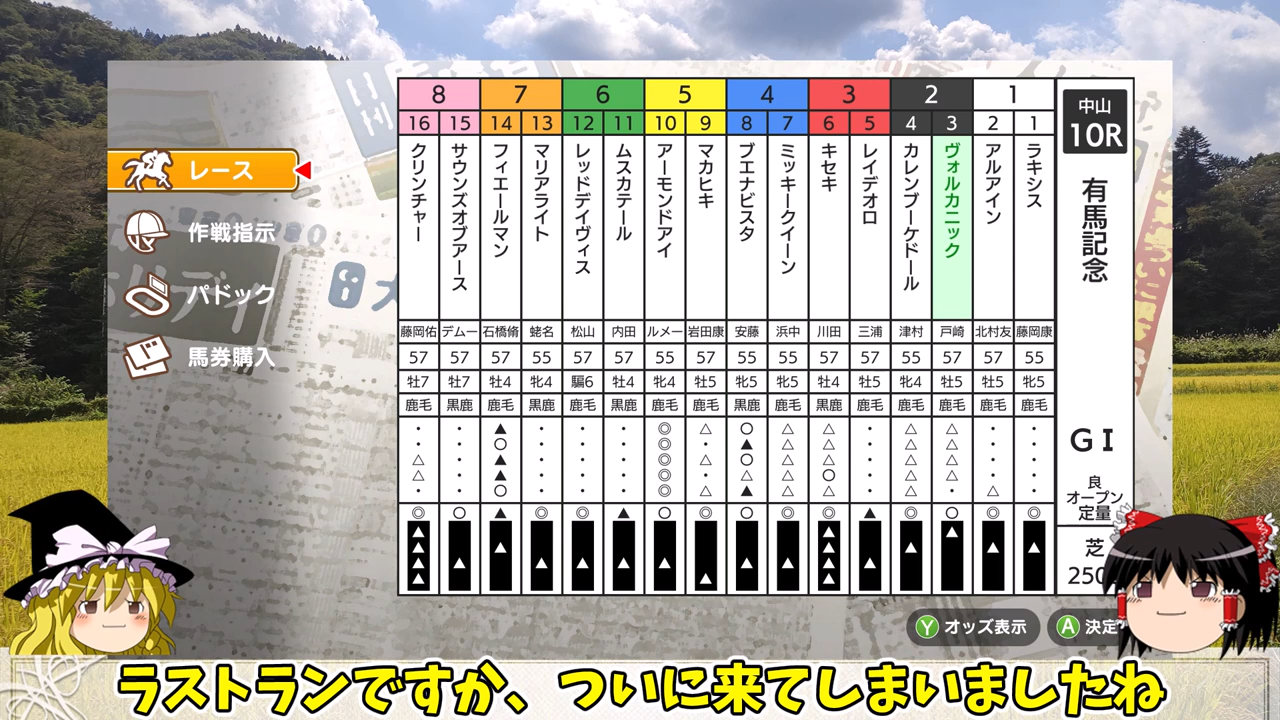 レース
作戦指示
パドック
馬券購入
8 7 6 5 4 3 2 1
16 15 14 13 12 11 10 9 8 7 6 5 4 3 2 1
クリンチャー
サウンズオブアース
フィエールマン
マリアライト
レッドデイヴィス
ムスカテール
アーモンドアイ
マカヒキ
ブエナビスタ
ミッキークイーン
キセキ
レイデオロ
カレンブーケドール
ヴォルカニック
アルアイン
ラキシス
藤岡佑 デムー 石橋脩 蛯名 松山 内田 ルメー 岩田康 安藤 浜中 川田 三浦 津村 戸崎 北村友 藤岡康
57 57 57 55 57 57 55 57 55 55 57 57 55 57 57 55
牡7 牡7 牡4 牝4 騸6 牡4 牝4 牡5 牝5 牝5 牡4 牡5 牝4 牡5 牡5 牝5
鹿毛 黒鹿 鹿毛 黒鹿 鹿毛 黒鹿 鹿毛 鹿毛 黒鹿 鹿毛 黒鹿 鹿毛 鹿毛 鹿毛 鹿毛 鹿毛
中山
10R
有馬記念
GI
良
オープン
定量
芝
250
Y オッズ表示
A 決定
ラストランですか、ついに来てしまいましたね